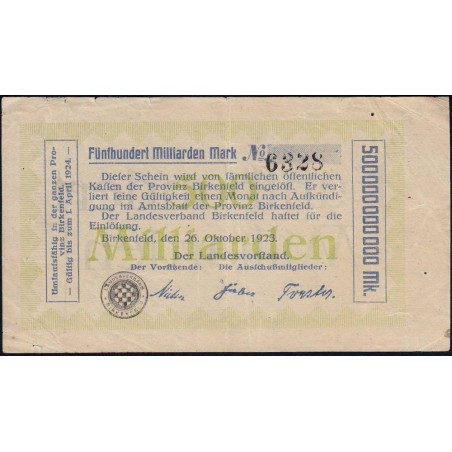 Fünfhundert Milliarden Mark No 6328
Dieser Schein wird von sämtlichen öffentlichen
Kassen der Provinz Birkenfeld eingelöst. Er ver-
liert seine Gültigkeit einen Monat nach Aufkündi-
gung im Amtsblatt der Provinz Birkenfeld.
Der Landesverband Birkenfeld haftet für die
Einlösung.
Birkenfeld, den 26. Oktober 1923.
Der Landesvorstand.
Der Vorsitzende: Die Ausschußmitglieder:
Milliarden
Umlaufsfähig in der ganzen Pro-
vinz Birkenfeld.
Gültig bis zum 1. April 1924.
500000000000 Mk.